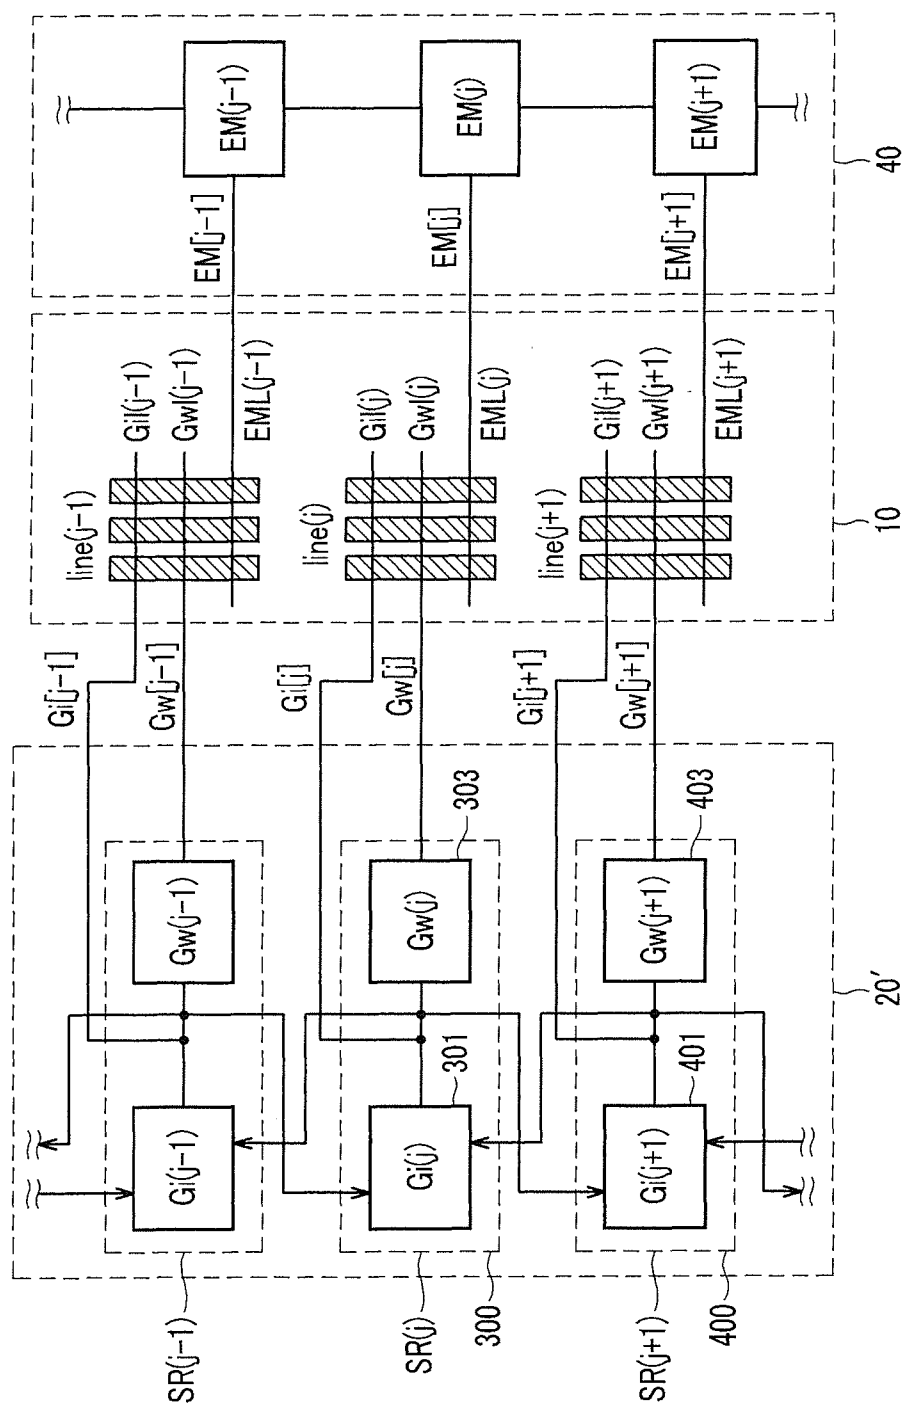 SR(j-1)
Gi(j-1)
Gw(j-1)
Gi[j-1]
Gw[j-1]
line(j-1)
Gil(j-1)
Gwl(j-1)
EML(j-1)
EM[j-1]
EM(j-1)
SR(j)
300
Gi(j)
301
Gw(j)
303
Gi[j]
Gw[j]
line(j)
Gil(j)
Gwl(j)
EML(j)
EM[j]
EM(j)
SR(j+1)
400
Gi(j+1)
401
Gw(j+1)
403
Gi[j+1]
Gw[j+1]
line(j+1)
Gil(j+1)
Gwl(j+1)
EML(j+1)
EM[j+1]
EM(j+1)
20'
10
40